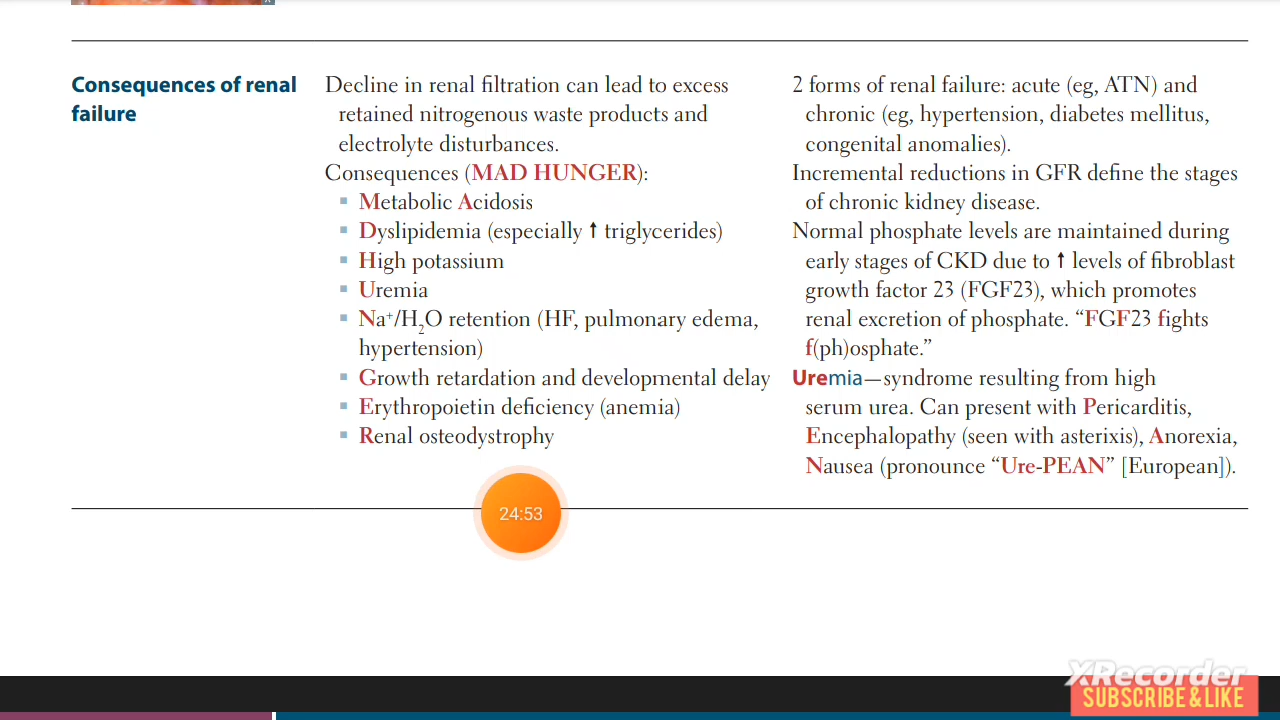 Consequences of renal
failure
Decline in renal filtration can lead to excess
retained nitrogenous waste products and
electrolyte disturbances.
Consequences (MAD HUNGER):
▪ Metabolic Acidosis
▪ Dyslipidemia (especially ↑ triglycerides)
▪ High potassium
▪ Uremia
▪ Na⁺/H₂O retention (HF, pulmonary edema,
hypertension)
▪ Growth retardation and developmental delay
▪ Erythropoietin deficiency (anemia)
▪ Renal osteodystrophy
2 forms of renal failure: acute (eg, ATN) and
chronic (eg, hypertension, diabetes mellitus,
congenital anomalies).
Incremental reductions in GFR define the stages
of chronic kidney disease.
Normal phosphate levels are maintained during
early stages of CKD due to ↑ levels of fibroblast
growth factor 23 (FGF23), which promotes
renal excretion of phosphate. “FGF23 fights
f(ph)osphate.”
Uremia—syndrome resulting from high
serum urea. Can present with Pericarditis,
Encephalopathy (seen with asterixis), Anorexia,
Nausea (pronounce “Ure-PEAN” [European]).
24:53
XRecorder
SUBSCRIBE & LIKE